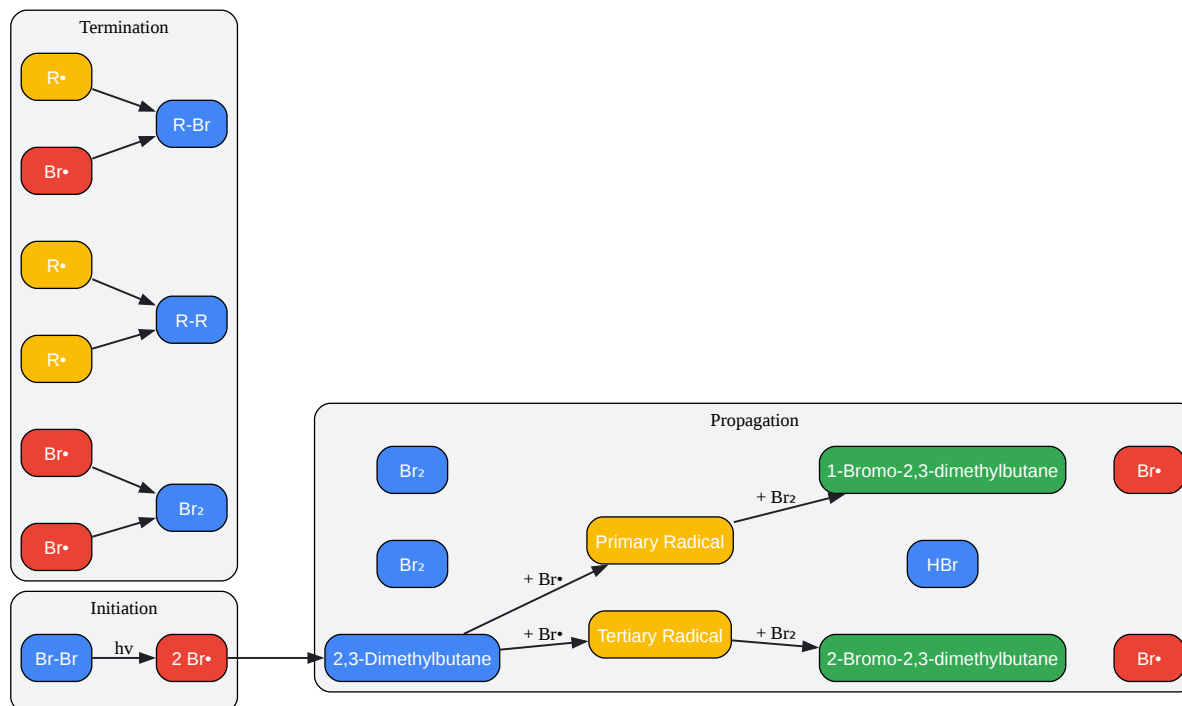 Termination
R•
R-Br
Br•
R•
R-R
R•
Br•
Br₂
Br•
Initiation
Br-Br
hv
2 Br•
Propagation
Br₂
1-Bromo-2,3-dimethylbutane
Br•
+ Br₂
Primary Radical
Br₂
HBr
+ Br•
Tertiary Radical
+ Br•
+ Br₂
2,3-Dimethylbutane
2-Bromo-2,3-dimethylbutane
Br•